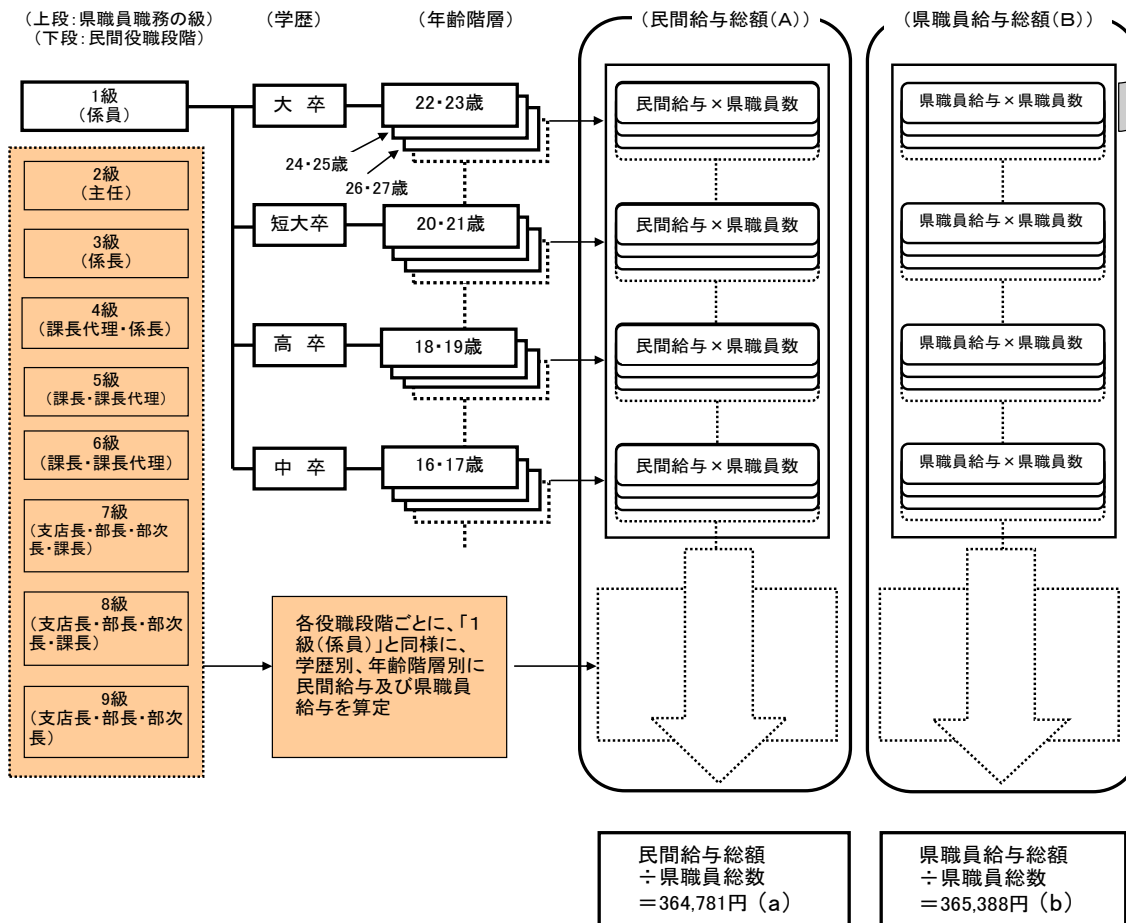 (上段：県職員職務の級)
(下段：民間役職段階)
(学歴)
(年齢階層)
(民間給与総額(A))
(県職員給与総額(B))
1級
(係員)
大 卒
22・23歳
24・25歳
26・27歳
民間給与×県職員数
県職員給与×県職員数
2級
(主任)
短大卒
20・21歳
民間給与×県職員数
県職員給与×県職員数
3級
(係長)
4級
(課長代理・係長)
高 卒
18・19歳
民間給与×県職員数
県職員給与×県職員数
5級
(課長・課長代理)
6級
(課長・課長代理)
中 卒
16・17歳
民間給与×県職員数
県職員給与×県職員数
7級
(支店長・部長・部次
長・課長)
8級
(支店長・部長・部次
長・課長)
9級
(支店長・部長・部次
長)
各役職段階ごとに、「1
級(係員)」と同様に、
学歴別、年齢階層別に
民間給与及び県職員
給与を算定
民間給与総額
÷県職員総数
＝364,781円 (a)
県職員給与総額
÷県職員総数
＝365,388円 (b)